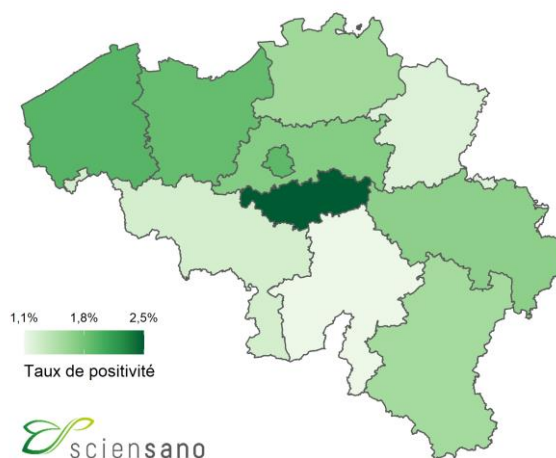 1,1% 1,8% 2,5%
Taux de positivité
sciensano